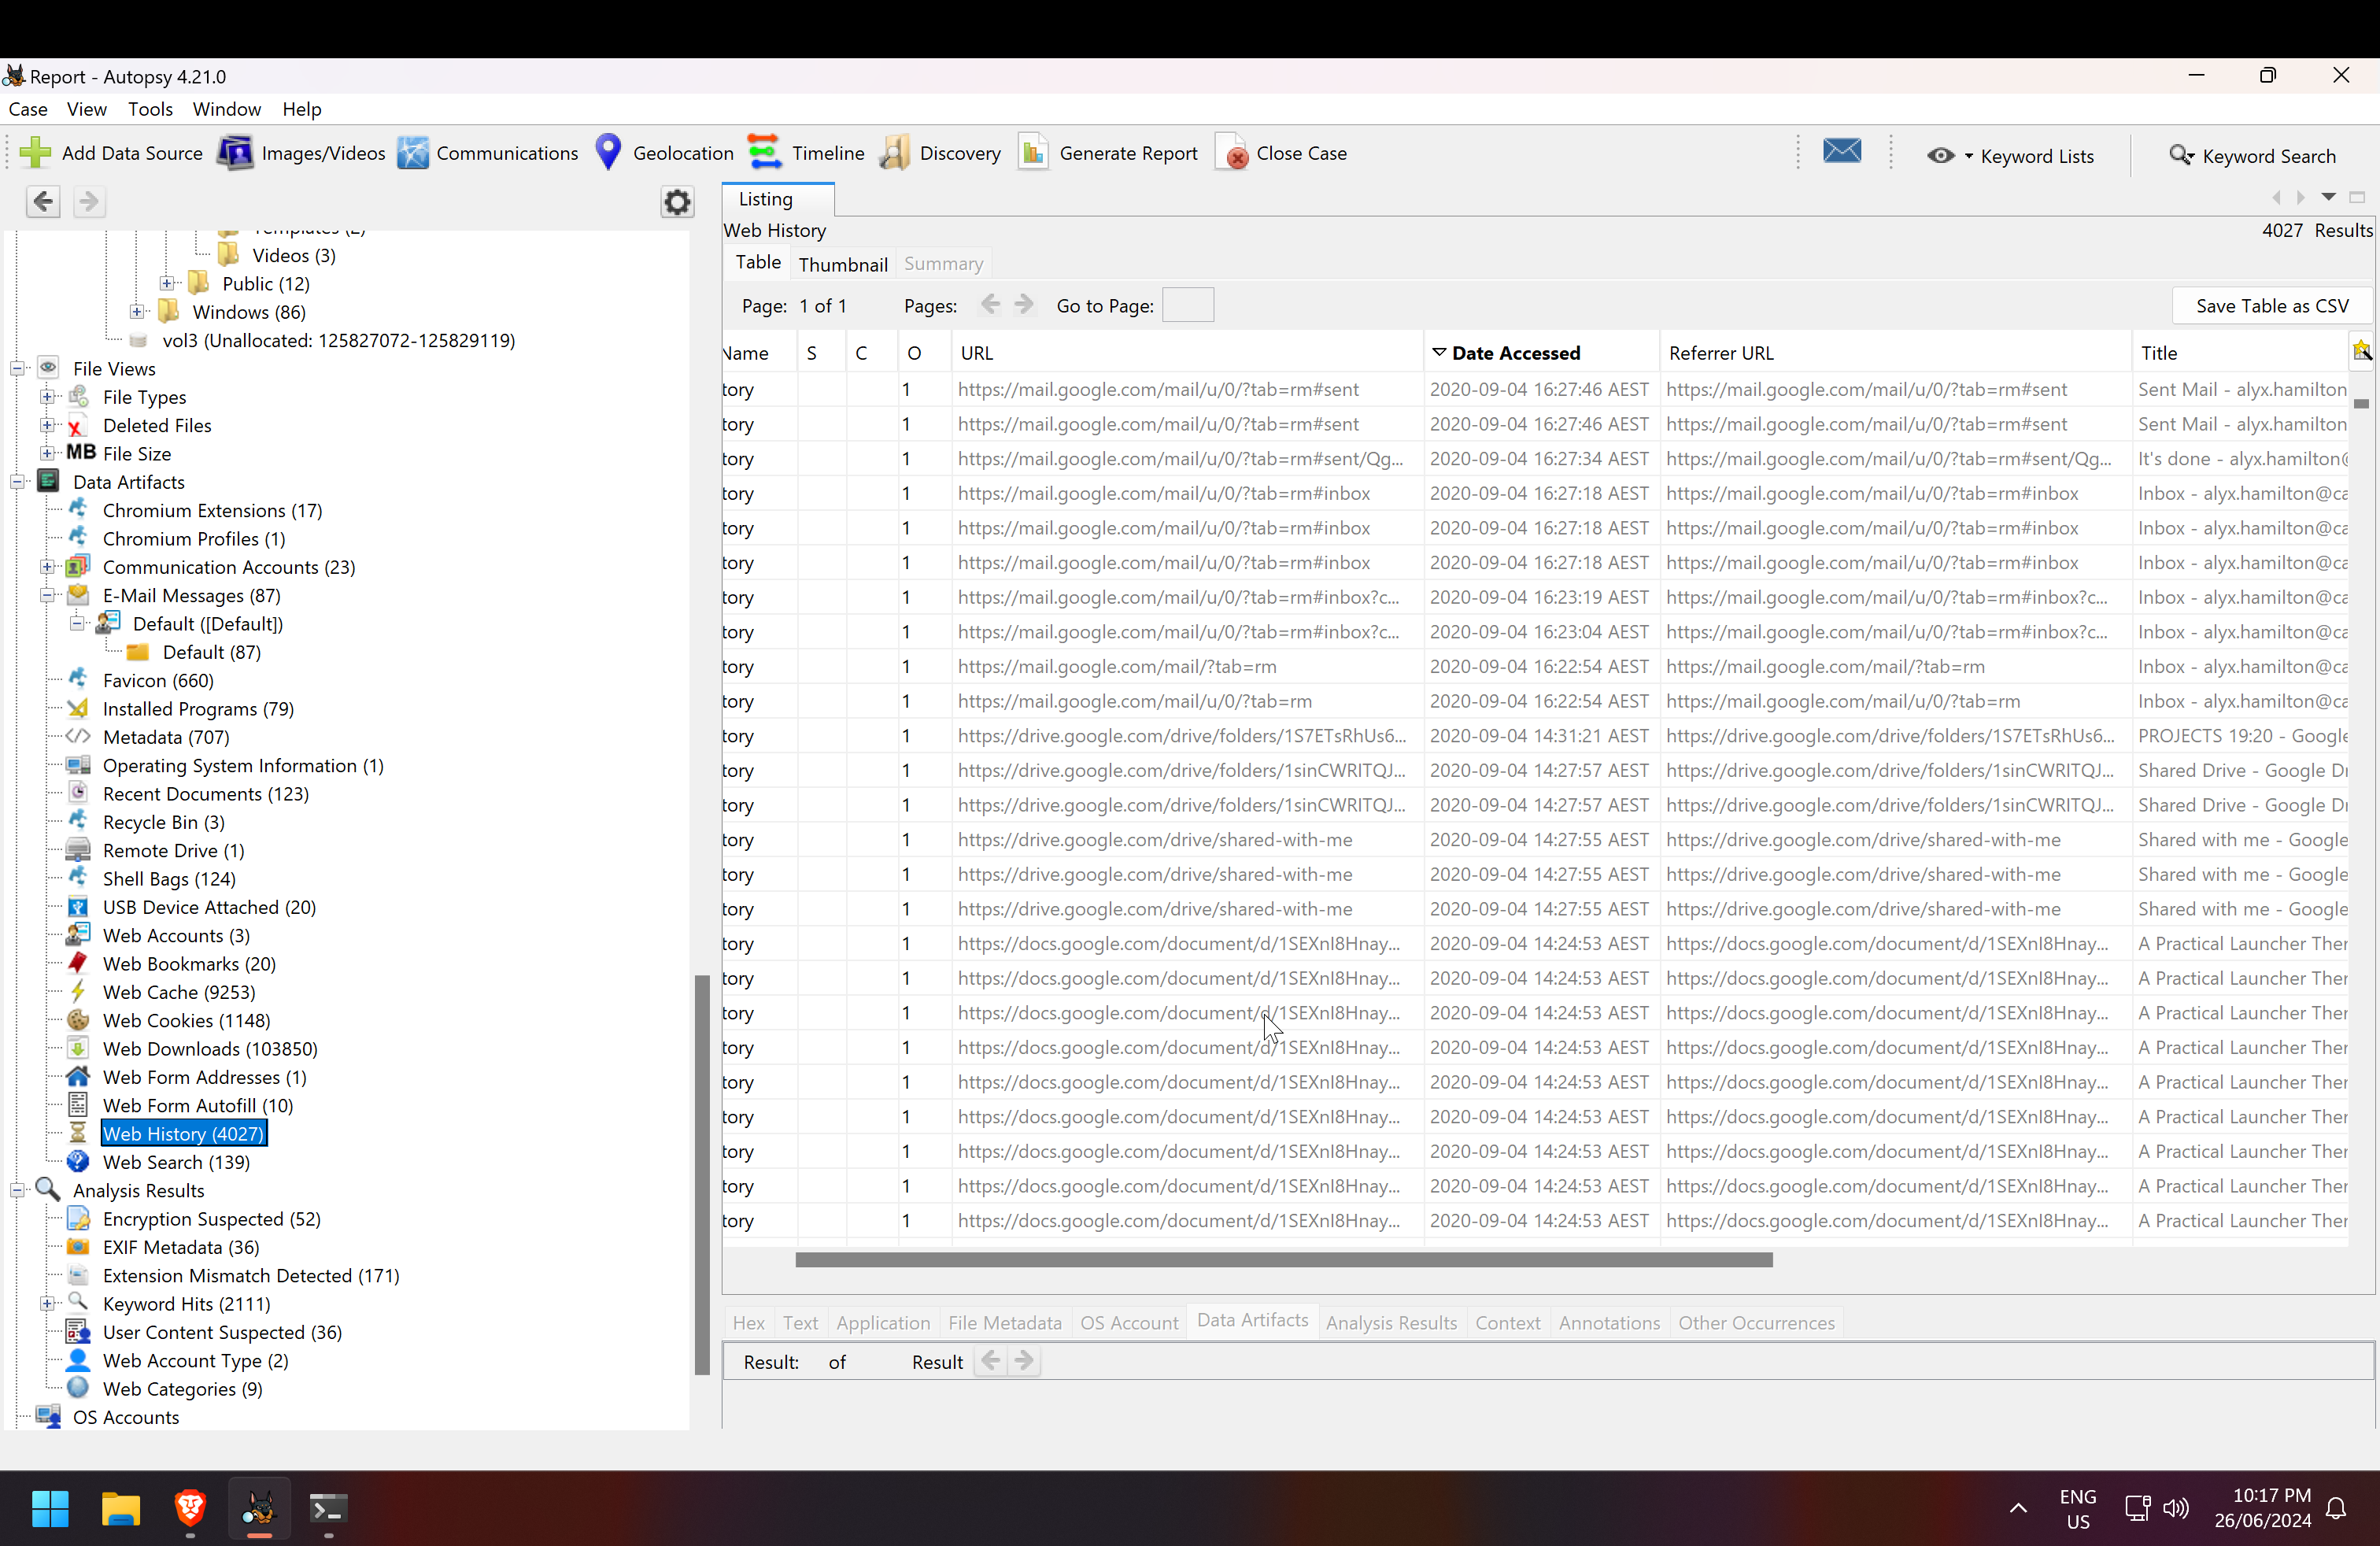 Report - Autopsy 4.21.0
Case View Tools Window Help
Add Data Source Images/Videos Communications Geolocation Timeline Discovery Generate Report Close Case Keyword Lists Keyword Search
Listing
Web History 4027 Results
Table Thumbnail Summary
Page: 1 of 1 Pages: Go to Page: Save Table as CSV
Name S C O URL Date Accessed Referrer URL Title
tory 1 https://mail.google.com/mail/u/0/?tab=rm#sent 2020-09-04 16:27:46 AEST https://mail.google.com/mail/u/0/?tab=rm#sent Sent Mail - alyx.hamilton
tory 1 https://mail.google.com/mail/u/0/?tab=rm#sent 2020-09-04 16:27:46 AEST https://mail.google.com/mail/u/0/?tab=rm#sent Sent Mail - alyx.hamilton
tory 1 https://mail.google.com/mail/u/0/?tab=rm#sent/Qg... 2020-09-04 16:27:34 AEST https://mail.google.com/mail/u/0/?tab=rm#sent/Qg... It's done - alyx.hamilton@
tory 1 https://mail.google.com/mail/u/0/?tab=rm#inbox 2020-09-04 16:27:18 AEST https://mail.google.com/mail/u/0/?tab=rm#inbox Inbox - alyx.hamilton@ca
tory 1 https://mail.google.com/mail/u/0/?tab=rm#inbox 2020-09-04 16:27:18 AEST https://mail.google.com/mail/u/0/?tab=rm#inbox Inbox - alyx.hamilton@ca
tory 1 https://mail.google.com/mail/u/0/?tab=rm#inbox 2020-09-04 16:27:18 AEST https://mail.google.com/mail/u/0/?tab=rm#inbox Inbox - alyx.hamilton@ca
tory 1 https://mail.google.com/mail/u/0/?tab=rm#inbox?c... 2020-09-04 16:23:19 AEST https://mail.google.com/mail/u/0/?tab=rm#inbox?c... Inbox - alyx.hamilton@ca
tory 1 https://mail.google.com/mail/u/0/?tab=rm#inbox?c... 2020-09-04 16:23:04 AEST https://mail.google.com/mail/u/0/?tab=rm#inbox?c... Inbox - alyx.hamilton@ca
tory 1 https://mail.google.com/mail/?tab=rm 2020-09-04 16:22:54 AEST https://mail.google.com/mail/?tab=rm Inbox - alyx.hamilton@ca
tory 1 https://mail.google.com/mail/u/0/?tab=rm 2020-09-04 16:22:54 AEST https://mail.google.com/mail/u/0/?tab=rm Inbox - alyx.hamilton@ca
tory 1 https://drive.google.com/drive/folders/1S7ETsRhUs6... 2020-09-04 14:31:21 AEST https://drive.google.com/drive/folders/1S7ETsRhUs6... PROJECTS 19:20 - Google
tory 1 https://drive.google.com/drive/folders/1sinCWRITQJ... 2020-09-04 14:27:57 AEST https://drive.google.com/drive/folders/1sinCWRITQJ... Shared Drive - Google Dr
tory 1 https://drive.google.com/drive/folders/1sinCWRITQJ... 2020-09-04 14:27:57 AEST https://drive.google.com/drive/folders/1sinCWRITQJ... Shared Drive - Google Dr
tory 1 https://drive.google.com/drive/shared-with-me 2020-09-04 14:27:55 AEST https://drive.google.com/drive/shared-with-me Shared with me - Google
tory 1 https://drive.google.com/drive/shared-with-me 2020-09-04 14:27:55 AEST https://drive.google.com/drive/shared-with-me Shared with me - Google
tory 1 https://drive.google.com/drive/shared-with-me 2020-09-04 14:27:55 AEST https://drive.google.com/drive/shared-with-me Shared with me - Google
tory 1 https://docs.google.com/document/d/1SEXnI8Hnay... 2020-09-04 14:24:53 AEST https://docs.google.com/document/d/1SEXnI8Hnay... A Practical Launcher Ther
tory 1 https://docs.google.com/document/d/1SEXnI8Hnay... 2020-09-04 14:24:53 AEST https://docs.google.com/document/d/1SEXnI8Hnay... A Practical Launcher Ther
tory 1 https://docs.google.com/document/d/1SEXnI8Hnay... 2020-09-04 14:24:53 AEST https://docs.google.com/document/d/1SEXnI8Hnay... A Practical Launcher Ther
tory 1 https://docs.google.com/document/d/1SEXnI8Hnay... 2020-09-04 14:24:53 AEST https://docs.google.com/document/d/1SEXnI8Hnay... A Practical Launcher Ther
tory 1 https://docs.google.com/document/d/1SEXnI8Hnay... 2020-09-04 14:24:53 AEST https://docs.google.com/document/d/1SEXnI8Hnay... A Practical Launcher Ther
tory 1 https://docs.google.com/document/d/1SEXnI8Hnay... 2020-09-04 14:24:53 AEST https://docs.google.com/document/d/1SEXnI8Hnay... A Practical Launcher Ther
tory 1 https://docs.google.com/document/d/1SEXnI8Hnay... 2020-09-04 14:24:53 AEST https://docs.google.com/document/d/1SEXnI8Hnay... A Practical Launcher Ther
tory 1 https://docs.google.com/document/d/1SEXnI8Hnay... 2020-09-04 14:24:53 AEST https://docs.google.com/document/d/1SEXnI8Hnay... A Practical Launcher Ther
tory 1 https://docs.google.com/document/d/1SEXnI8Hnay... 2020-09-04 14:24:53 AEST https://docs.google.com/document/d/1SEXnI8Hnay... A Practical Launcher Ther
Hex Text Application File Metadata OS Account Data Artifacts Analysis Results Context Annotations Other Occurrences
Result: of Result
Templates (2)
Videos (3)
Public (12)
Windows (86)
vol3 (Unallocated: 125827072-125829119)
File Views
File Types
Deleted Files
MB File Size
Data Artifacts
Chromium Extensions (17)
Chromium Profiles (1)
Communication Accounts (23)
E-Mail Messages (87)
Default ([Default])
Default (87)
Favicon (660)
Installed Programs (79)
Metadata (707)
Operating System Information (1)
Recent Documents (123)
Recycle Bin (3)
Remote Drive (1)
Shell Bags (124)
USB Device Attached (20)
Web Accounts (3)
Web Bookmarks (20)
Web Cache (9253)
Web Cookies (1148)
Web Downloads (103850)
Web Form Addresses (1)
Web Form Autofill (10)
Web History (4027)
Web Search (139)
Analysis Results
Encryption Suspected (52)
EXIF Metadata (36)
Extension Mismatch Detected (171)
Keyword Hits (2111)
User Content Suspected (36)
Web Account Type (2)
Web Categories (9)
OS Accounts
ENG
US
10:17 PM
26/06/2024